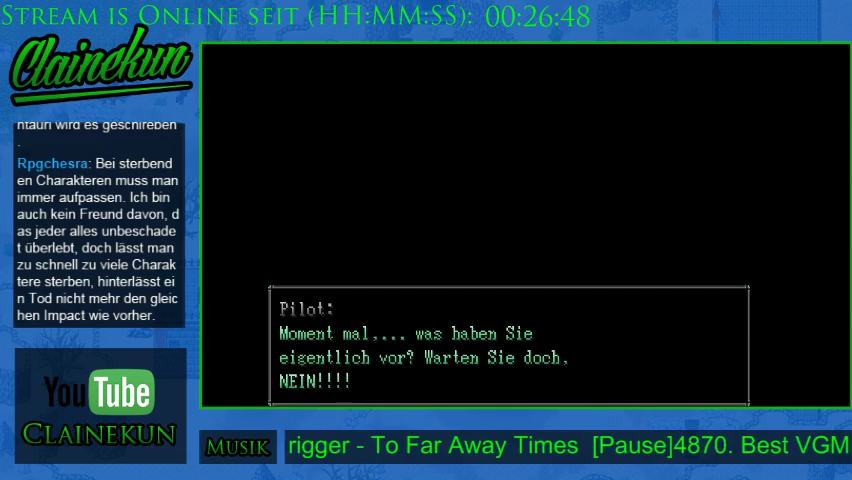 Stream is Online seit (HH:MM:SS): 00:26:48
Clainekun
ntauri wird es geschireben
.
Rpgchesra: Bei sterbend
en Charakteren muss man
immer aufpassen. Ich bin
auch kein Freund davon, d
as jeder alles unbeschade
t überlebt, doch lässt man
zu schnell zu viele Charak
tere sterben, hinterlässt ei
n Tod nicht mehr den gleic
hen Impact wie vorher.
Pilot:
Moment mal,... was haben Sie
eigentlich vor? Warten Sie doch,
NEIN!!!!
YouTube
Clainekun
Musik
rigger - To Far Away Times [Pause]4870. Best VGM